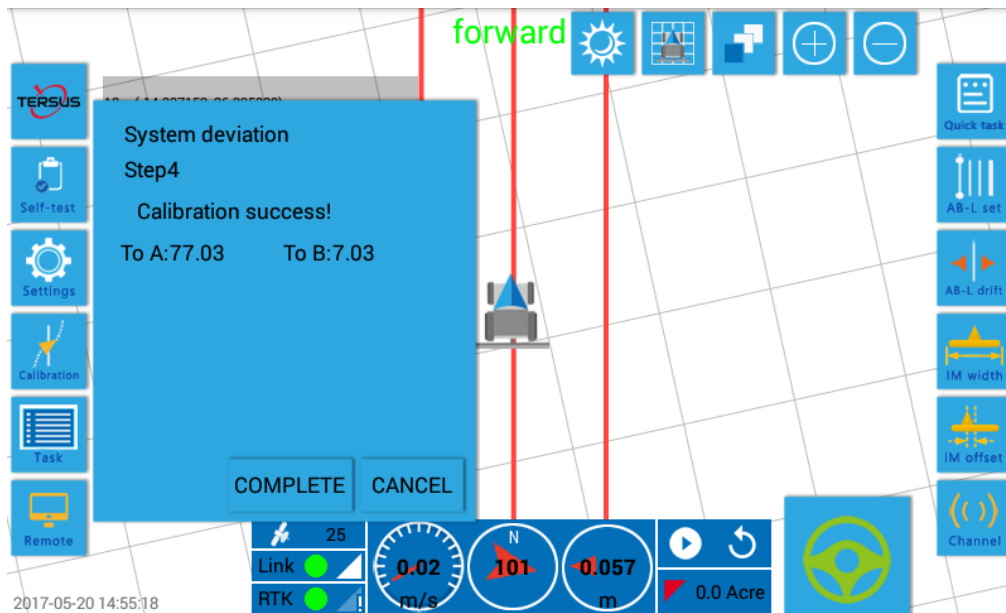 forward
TERSUS
System deviation
Step4
Calibration success!
To A:77.03 To B:7.03
COMPLETE CANCEL
Self-test
Settings
Calibration
Task
Remote
Quick task
AB-L set
AB-L drift
IM width
IM offset
Channel
25
Link
RTK
0.02
m/s
N
101
0.057
m
0.0 Acre
2017-05-20 14:55:18